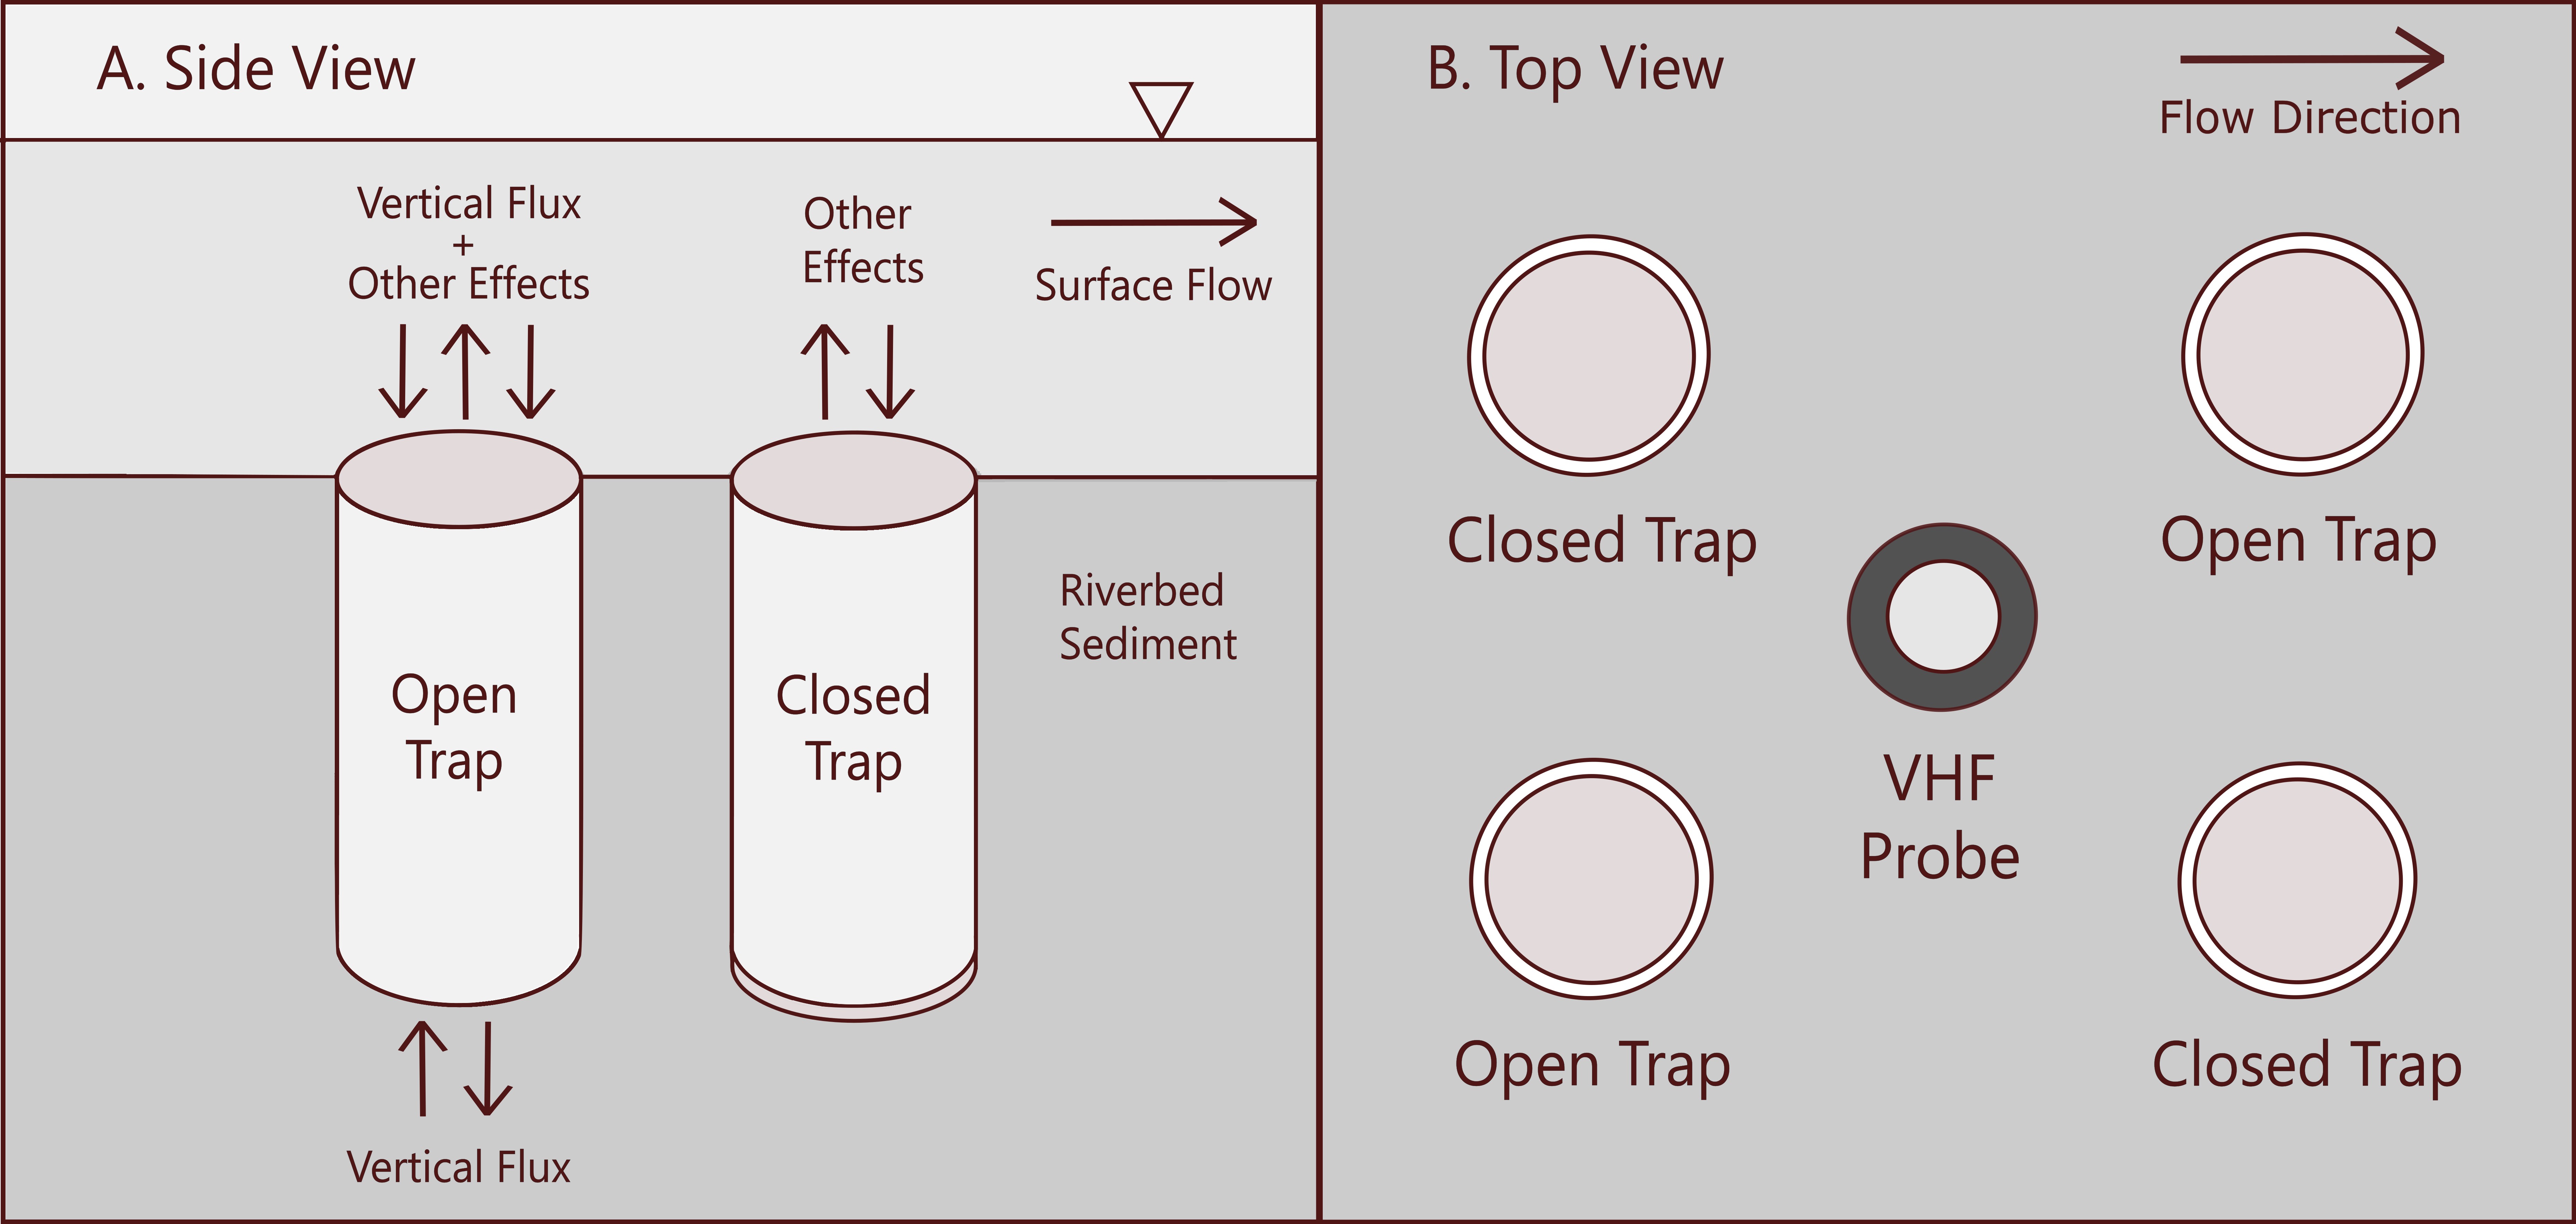 A. Side View
Vertical Flux
+
Other Effects
Other
Effects
Surface Flow
Open
Trap
Closed
Trap
Riverbed
Sediment
Vertical Flux
B. Top View
Flow Direction
Closed Trap
Open Trap
VHF
Probe
Open Trap
Closed Trap